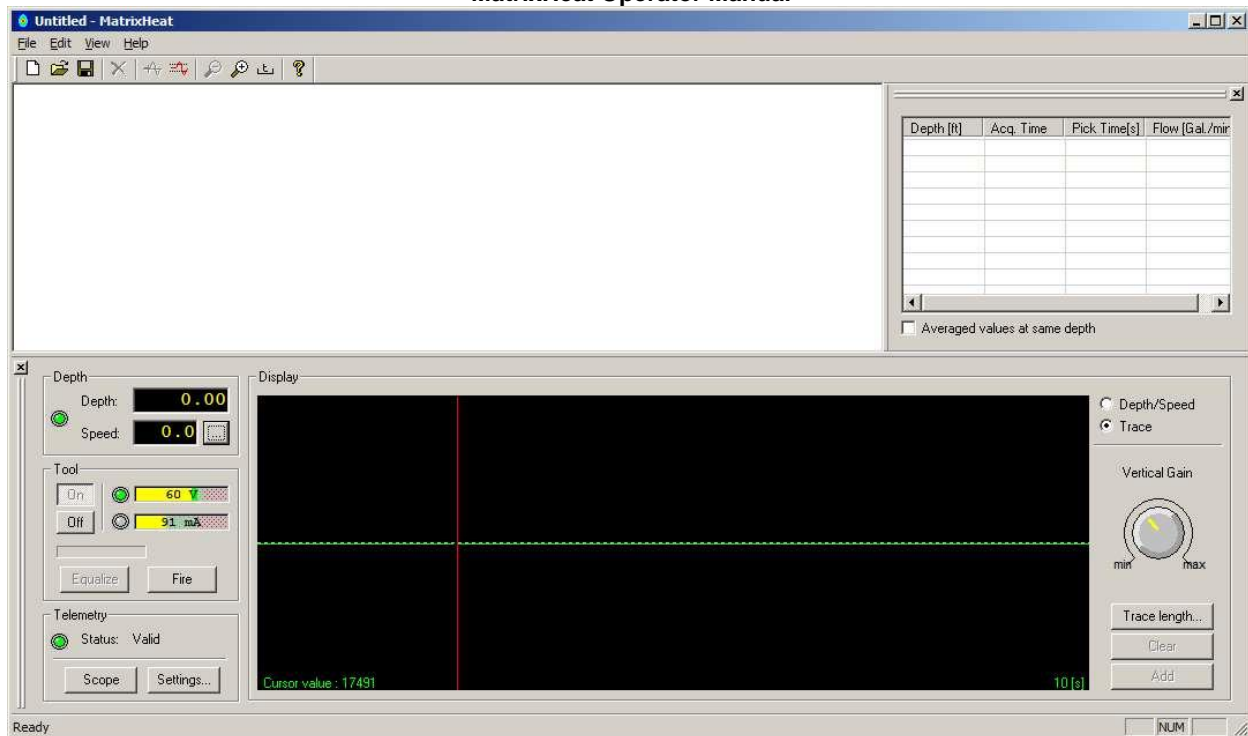 MatrixHeat Operator Manual
Untitled - MatrixHeat
File Edit View Help
Depth [ft] Acq. Time Pick Time[s] Flow [Gal./min
Averaged values at same depth
Depth
Depth: 0.00
Speed: 0.0 ...
Tool
On 60 V
Off 91 mA
Equalize Fire
Telemetry
Status: Valid
Scope Settings...
Display
Cursor value : 17491
10 [s]
Depth/Speed
Trace
Vertical Gain
min max
Trace length...
Clear
Add
Ready
NUM